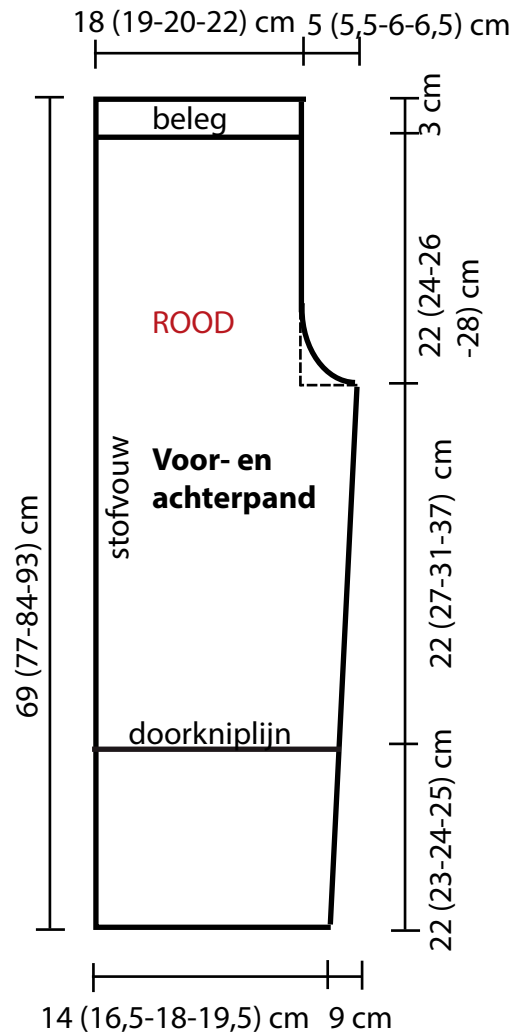 18 (19-20-22) cm
5 (5,5-6-6,5) cm
3 cm
beleg
22 (24-26
-28) cm
ROOD
Voor- en
achterpand
stofvouw
69 (77-84-93) cm
22 (27-31-37) cm
doorkniplijn
22 (23-24-25) cm
14 (16,5-18-19,5) cm
9 cm